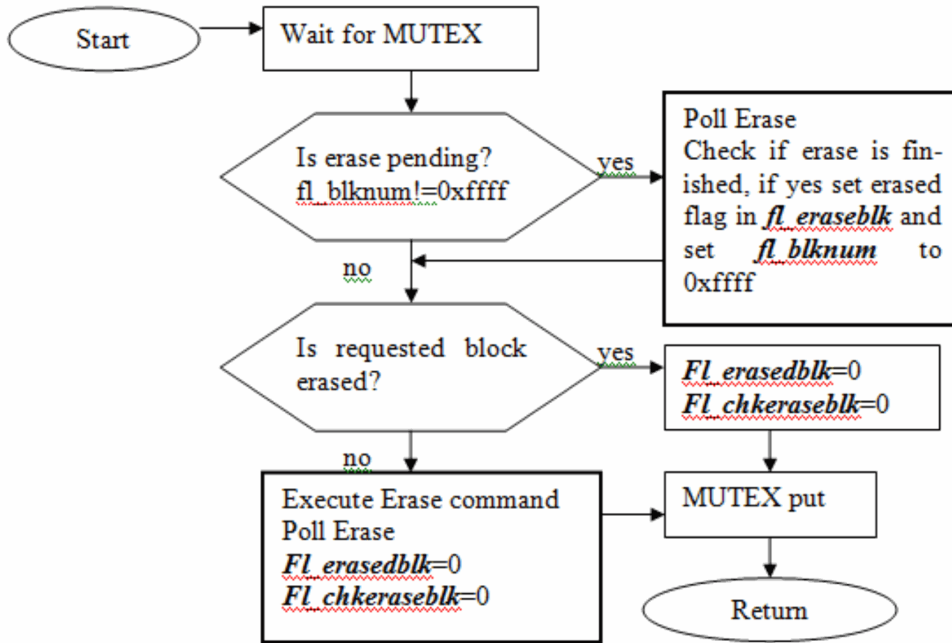 Start
Wait for MUTEX
Is erase pending?
fl_blknum!=0xffff
yes
Poll Erase
Check if erase is fin-
ished, if yes set erased
flag in fl_eraseblk and
set fl_blknum to
0xffff
no
Is requested block
erased?
yes
Fl_erasedblk=0
Fl_chkeraseblk=0
no
Execute Erase command
Poll Erase
Fl_erasedblk=0
Fl_chkeraseblk=0
MUTEX put
Return